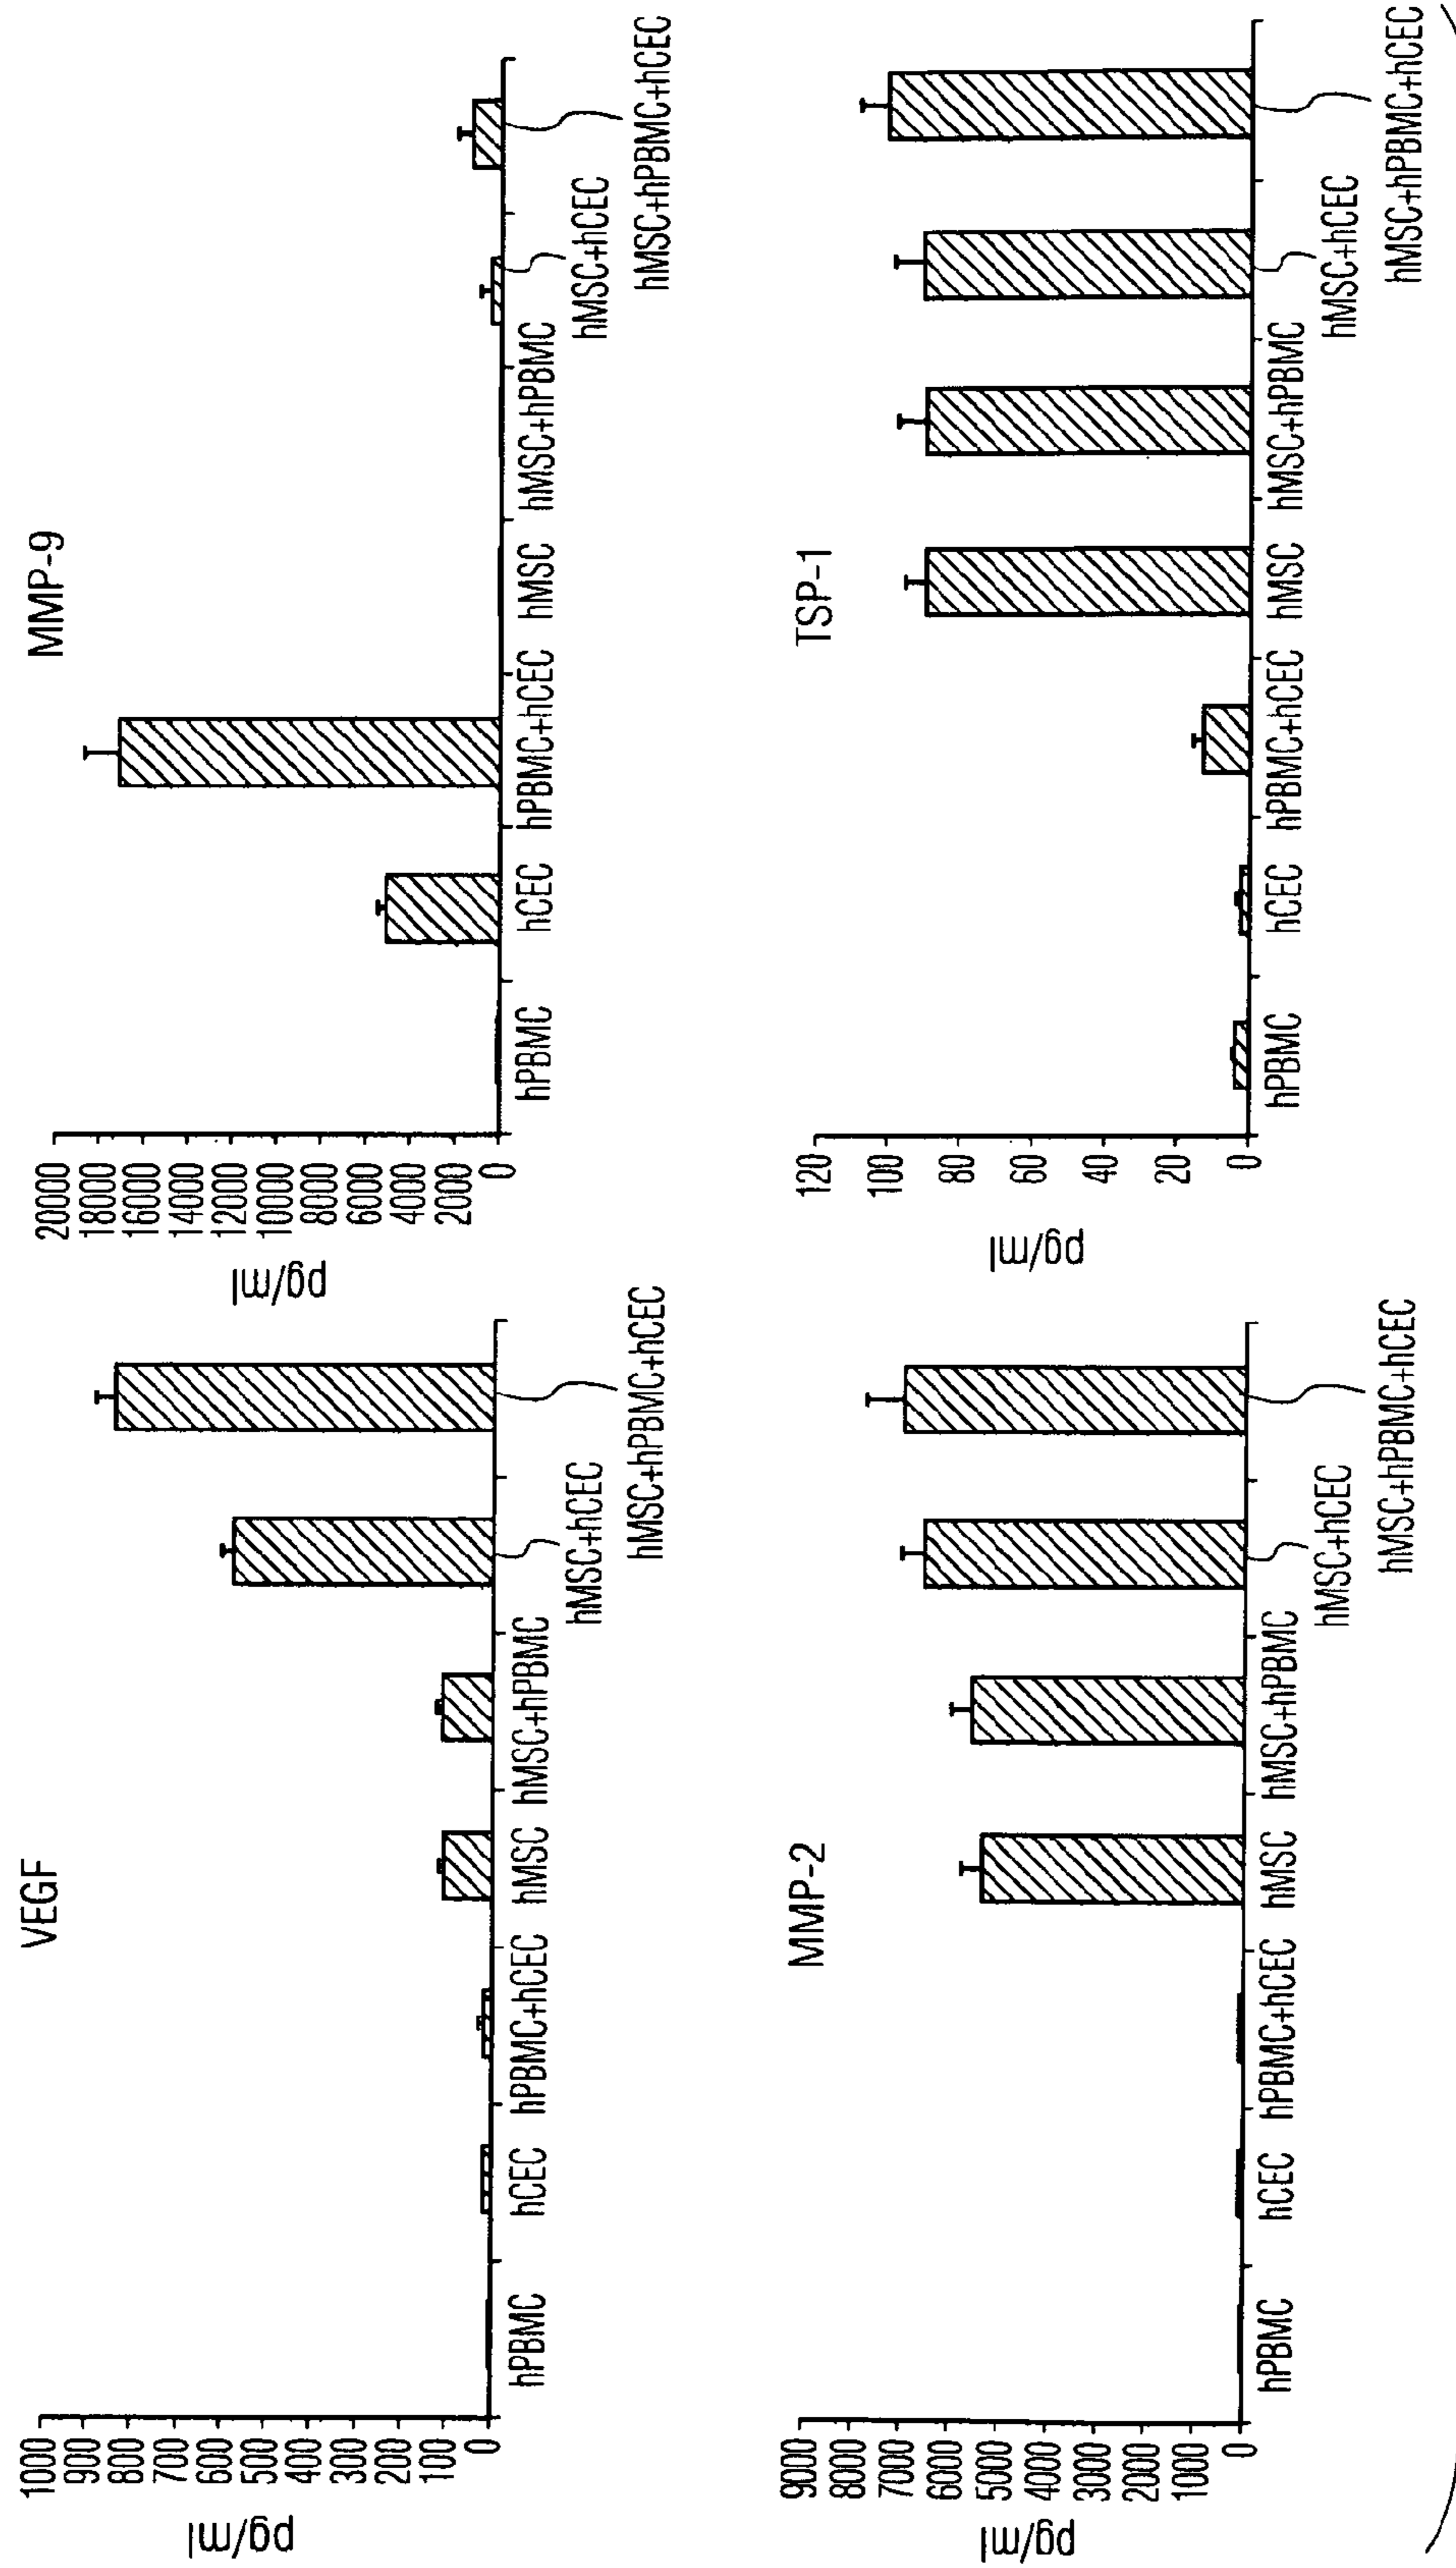 VEGF
pg/ml
1000
900
800
700
600
500
400
300
200
100
0
hPBMC
hCEC
hPBMC+hCEC
hMSC
hMSC+hPBMC
hMSC+hCEC
hMSC+hPBMC+hCEC
MMP-9
pg/ml
20000
18000
16000
14000
12000
10000
8000
6000
4000
2000
0
hPBMC
hCEC
hPBMC+hCEC
hMSC
hMSC+hPBMC
hMSC+hCEC
hMSC+hPBMC+hCEC
MMP-2
pg/ml
9000
8000
7000
6000
5000
4000
3000
2000
1000
0
hPBMC
hCEC
hPBMC+hCEC
hMSC
hMSC+hPBMC
hMSC+hCEC
hMSC+hPBMC+hCEC
TSP-1
pg/ml
120
100
80
60
40
20
0
hPBMC
hCEC
hPBMC+hCEC
hMSC
hMSC+hPBMC
hMSC+hCEC
hMSC+hPBMC+hCEC